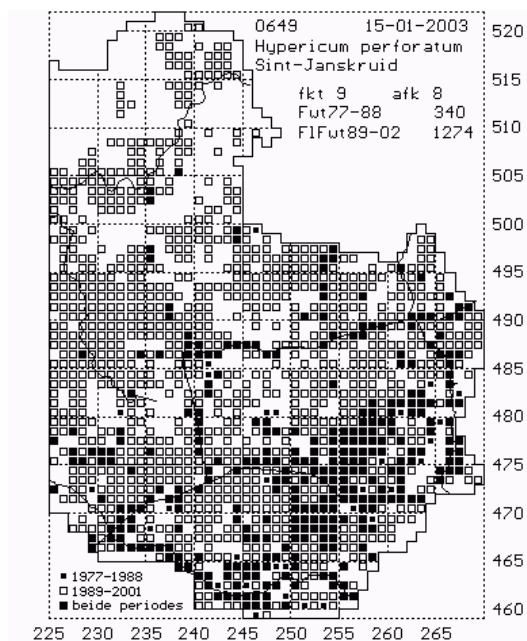 0649 15-01-2003
Hypericum perforatum
Sint-Janskruid
fkt 9 afk 8
Fut77-88 340
FlFut89-02 1274
520
515
510
505
500
495
490
485
480
475
470
465
460
1977-1988
1989-2001
beide periodes
225 230 235 240 245 250 255 260 265